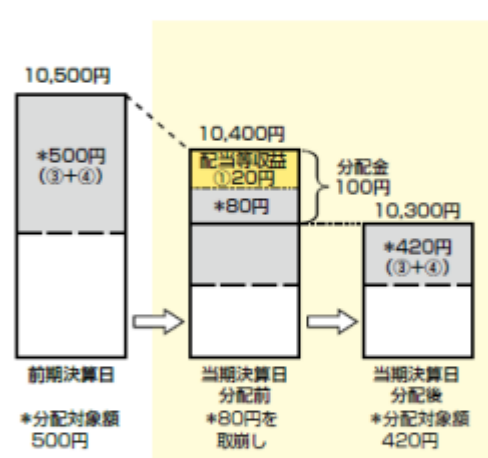 10,500円
*500円
(③+④)
前期決算日
*分配対象額
500円
10,400円
配当等収益
①20円
*80円
分配金
100円
当期決算日
分配前
*80円を
取崩し
10,300円
*420円
(③+④)
当期決算日
分配後
*分配対象額
420円